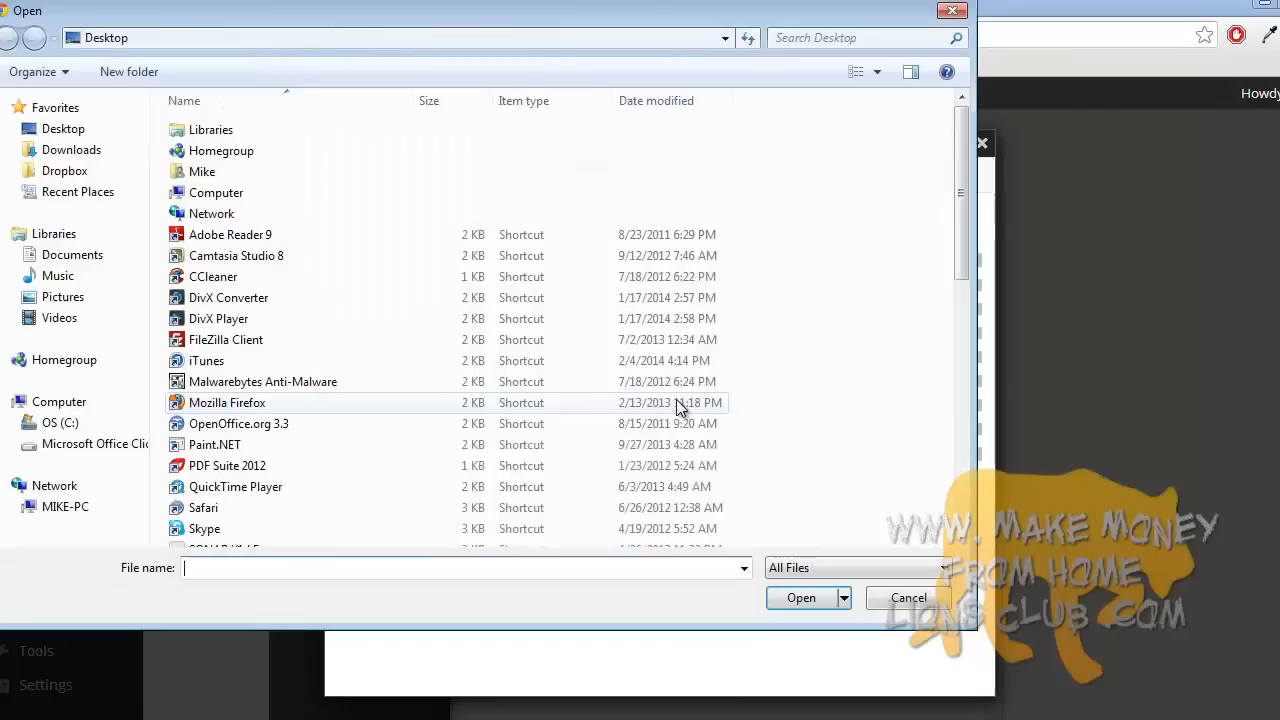 Open
Desktop
Search Desktop
Organize
New folder
Howdy
Name Size Item type Date modified
Favorites
Desktop
Downloads
Dropbox
Recent Places
Libraries
Documents
Music
Pictures
Videos
Homegroup
Computer
OS (C:)
Microsoft Office Clic
Network
MIKE-PC
Libraries
Homegroup
Mike
Computer
Network
Adobe Reader 9 2 KB Shortcut 8/23/2011 6:29 PM
Camtasia Studio 8 2 KB Shortcut 9/12/2012 7:46 AM
CCleaner 1 KB Shortcut 7/18/2012 6:22 PM
DivX Converter 2 KB Shortcut 1/17/2014 2:57 PM
DivX Player 2 KB Shortcut 1/17/2014 2:58 PM
FileZilla Client 2 KB Shortcut 7/2/2013 12:34 AM
iTunes 2 KB Shortcut 2/4/2014 4:14 PM
Malwarebytes Anti-Malware 2 KB Shortcut 7/18/2012 6:24 PM
Mozilla Firefox 2 KB Shortcut 2/13/2013 :18 PM
OpenOffice.org 3.3 2 KB Shortcut 8/15/2011 9:20 AM
Paint.NET 2 KB Shortcut 9/27/2013 4:28 AM
PDF Suite 2012 1 KB Shortcut 1/23/2012 5:24 AM
QuickTime Player 2 KB Shortcut 6/3/2013 4:49 AM
Safari 3 KB Shortcut 6/26/2012 12:38 AM
Skype 3 KB Shortcut 4/19/2012 5:52 AM
File name:
All Files
Open
Cancel
Tools
Settings
WWW. MAKE MONEY
FROM HOME
LIONS CLUB .COM